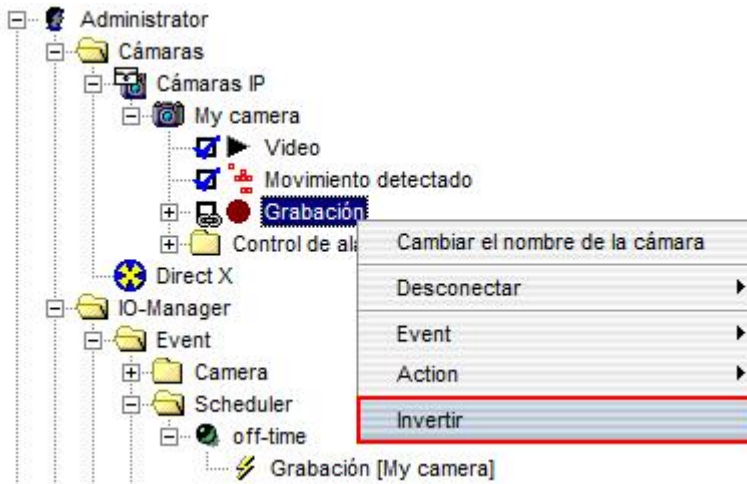 Administrator
Cámaras
Cámaras IP
My camera
Video
Movimiento detectado
Grabación
Control de
Direct X
IO-Manager
Event
Camera
Scheduler
off-time
Grabación [My camera]
Cambiar el nombre de la cámara
Desconectar
Event
Action
Invertir